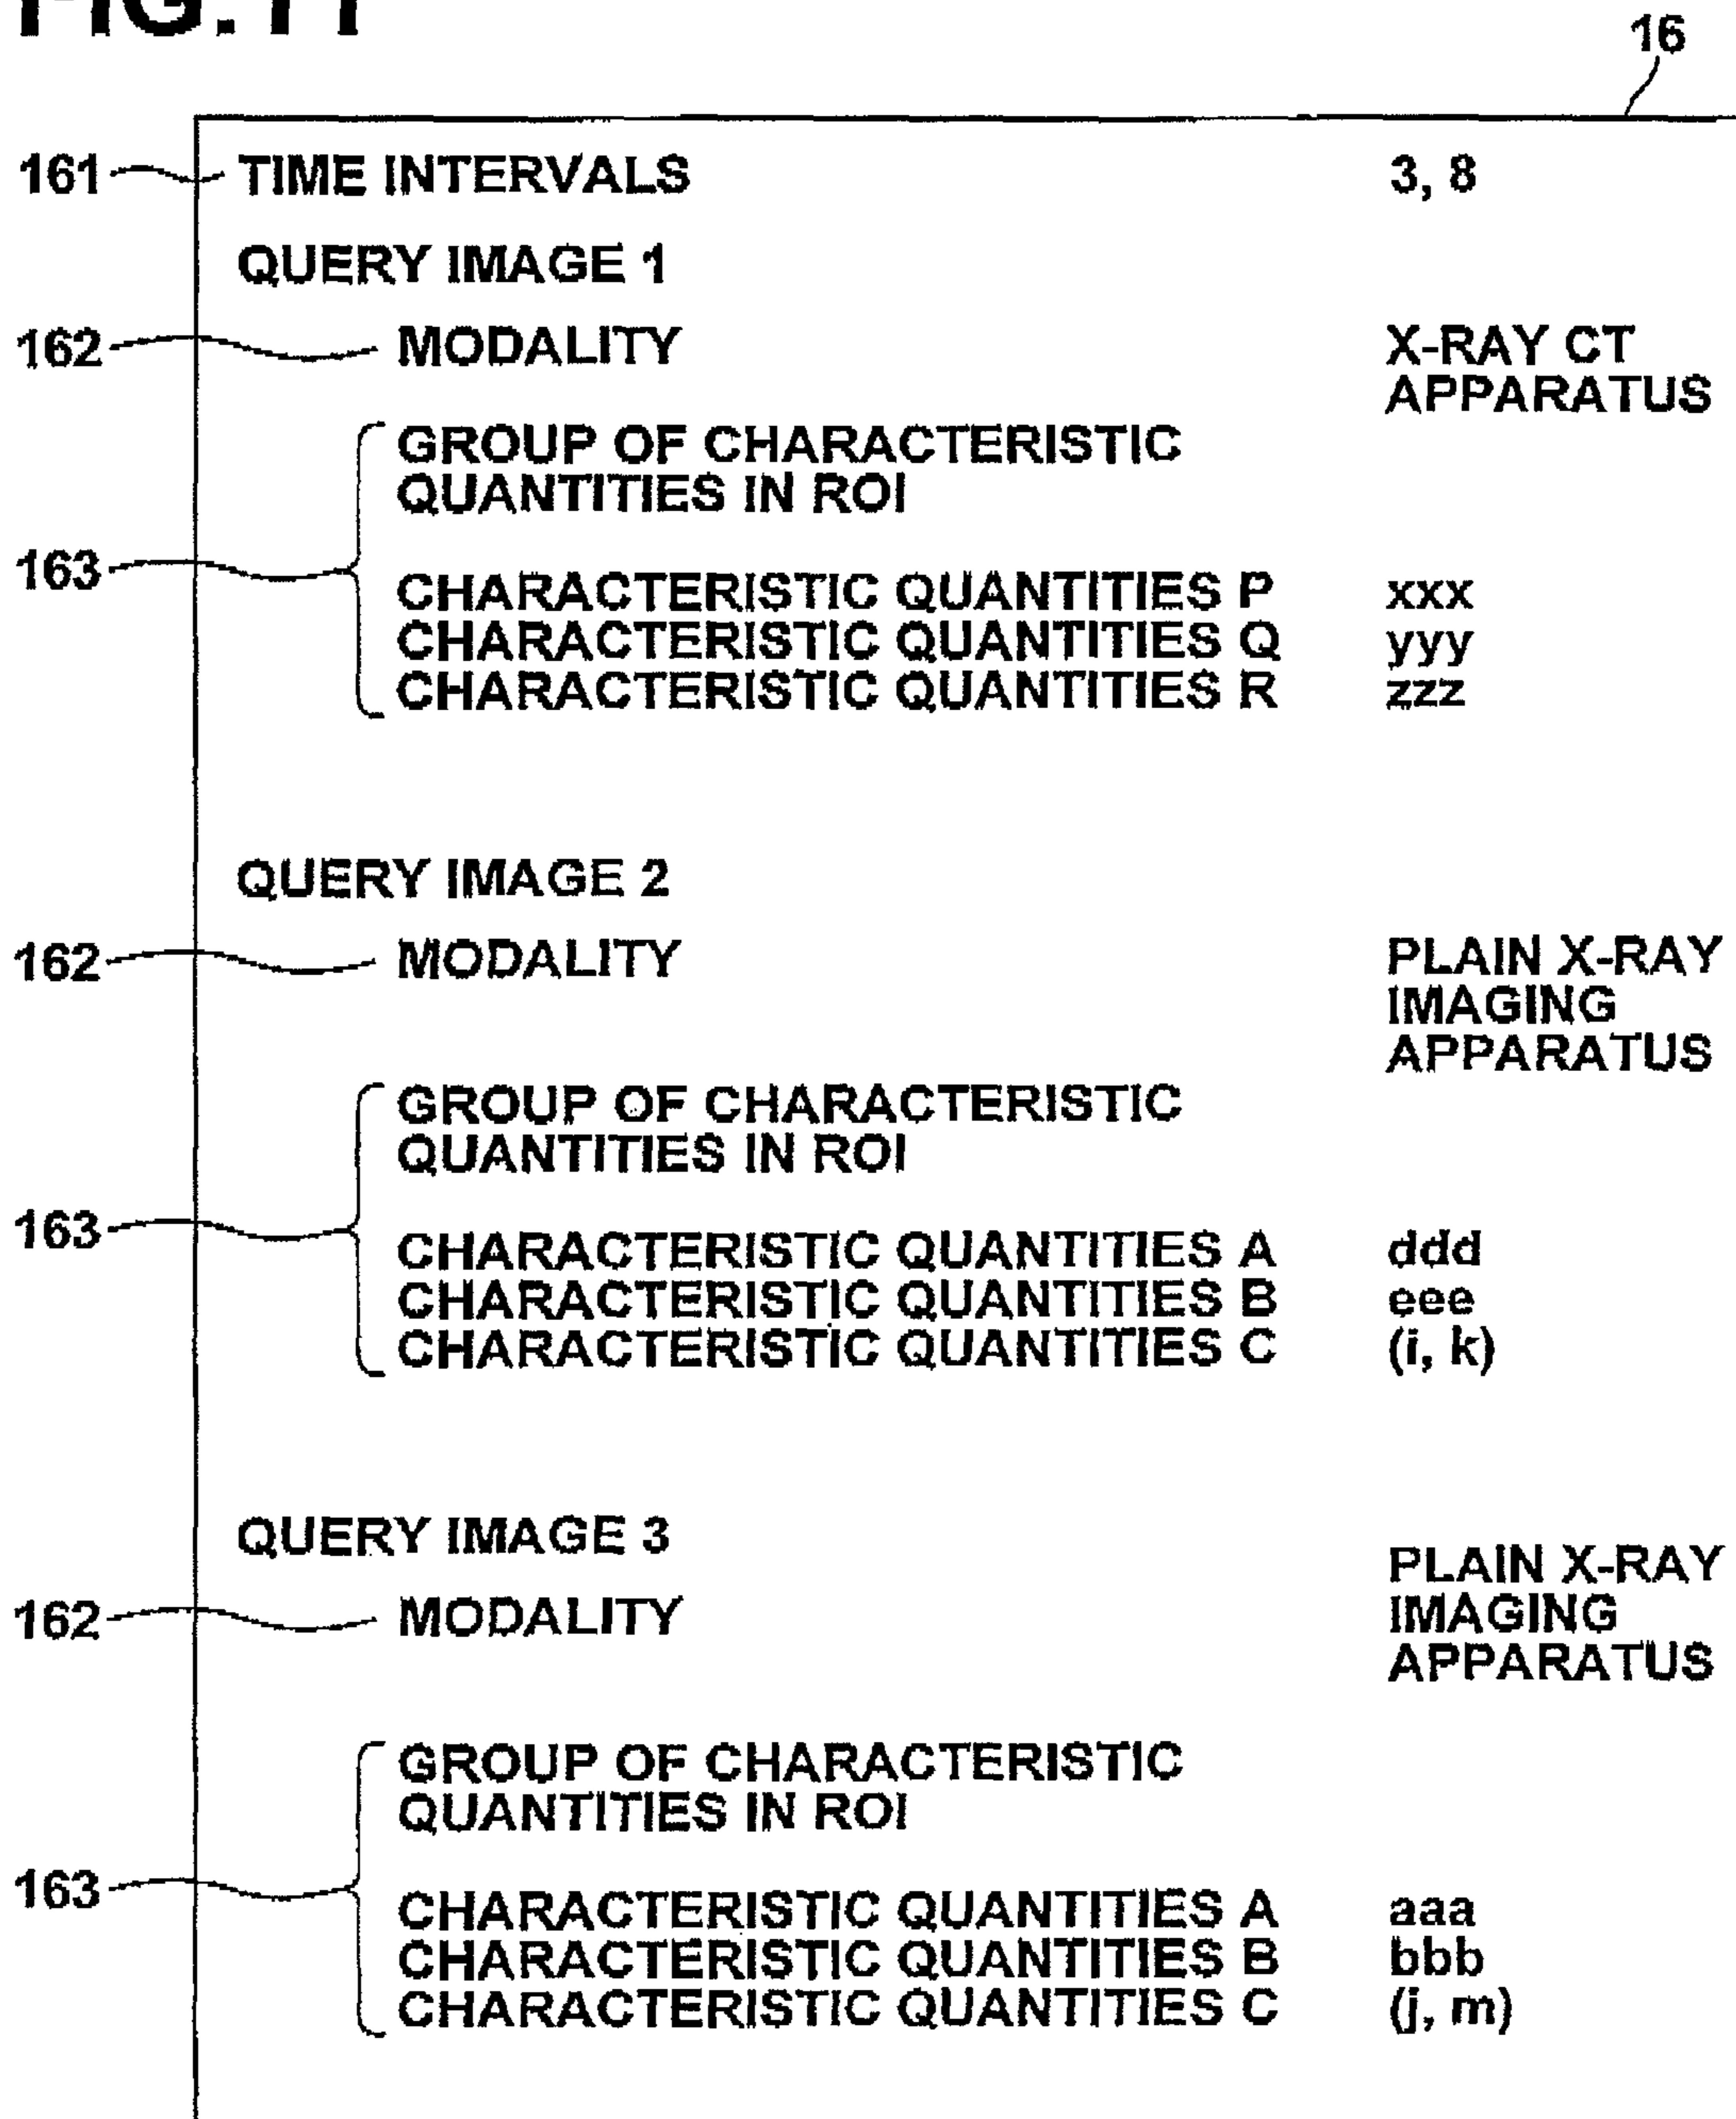 FIG. 11
16
161 TIME INTERVALS 3, 8
QUERY IMAGE 1
162 MODALITY X-RAY CT
APPARATUS
GROUP OF CHARACTERISTIC
QUANTITIES IN ROI
163
CHARACTERISTIC QUANTITIES P xxx
CHARACTERISTIC QUANTITIES Q yyy
CHARACTERISTIC QUANTITIES R zzz
QUERY IMAGE 2
162 MODALITY PLAIN X-RAY
IMAGING
APPARATUS
GROUP OF CHARACTERISTIC
QUANTITIES IN ROI
163
CHARACTERISTIC QUANTITIES A ddd
CHARACTERISTIC QUANTITIES B eee
CHARACTERISTIC QUANTITIES C (i, k)
QUERY IMAGE 3
PLAIN X-RAY
162 MODALITY IMAGING
APPARATUS
GROUP OF CHARACTERISTIC
QUANTITIES IN ROI
163
CHARACTERISTIC QUANTITIES A aaa
CHARACTERISTIC QUANTITIES B bbb
CHARACTERISTIC QUANTITIES C (j, m)